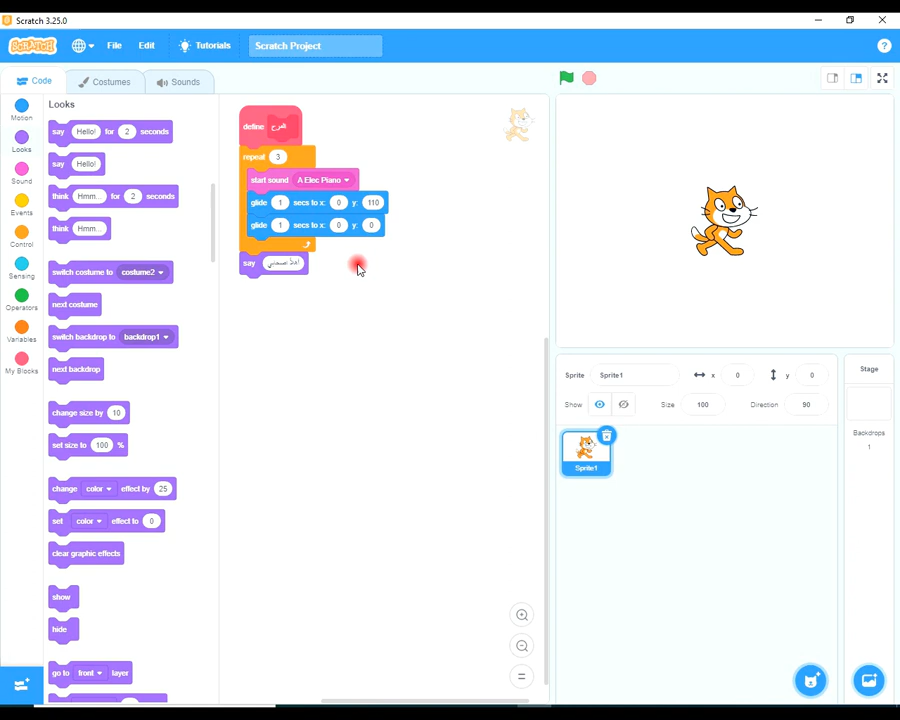 Scratch 3.25.0
SCRATCH File Edit Tutorials Scratch Project ?
Code Costumes Sounds
Motion
Looks
Sound
Events
Control
Sensing
Operators
Variables
My Blocks
Looks
say Hello! for 2 seconds
say Hello!
think Hmm... for 2 seconds
think Hmm...
switch costume to costume2
next costume
switch backdrop to backdrop1
next backdrop
change size by 10
set size to 100 %
change color effect by 25
set color effect to 0
clear graphic effects
show
hide
go to front layer
define المرح
repeat 3
start sound A Elec Piano
glide 1 secs to x: 0 y: 110
glide 1 secs to x: 0 y: 0
say
Sprite Sprite1 x 0 y 0
Show Size 100 Direction 90
Sprite1
Stage
Backdrops
1